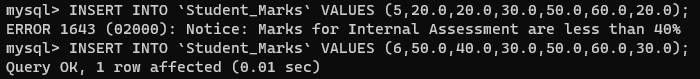 mysql> INSERT INTO `Student_Marks` VALUES (5,20.0,20.0,30.0,50.0,60.0,20.0);
ERROR 1643 (02000): Notice: Marks for Internal Assessment are less than 40%
mysql> INSERT INTO `Student_Marks` VALUES (6,50.0,40.0,30.0,50.0,60.0,30.0);
Query OK, 1 row affected (0.01 sec)